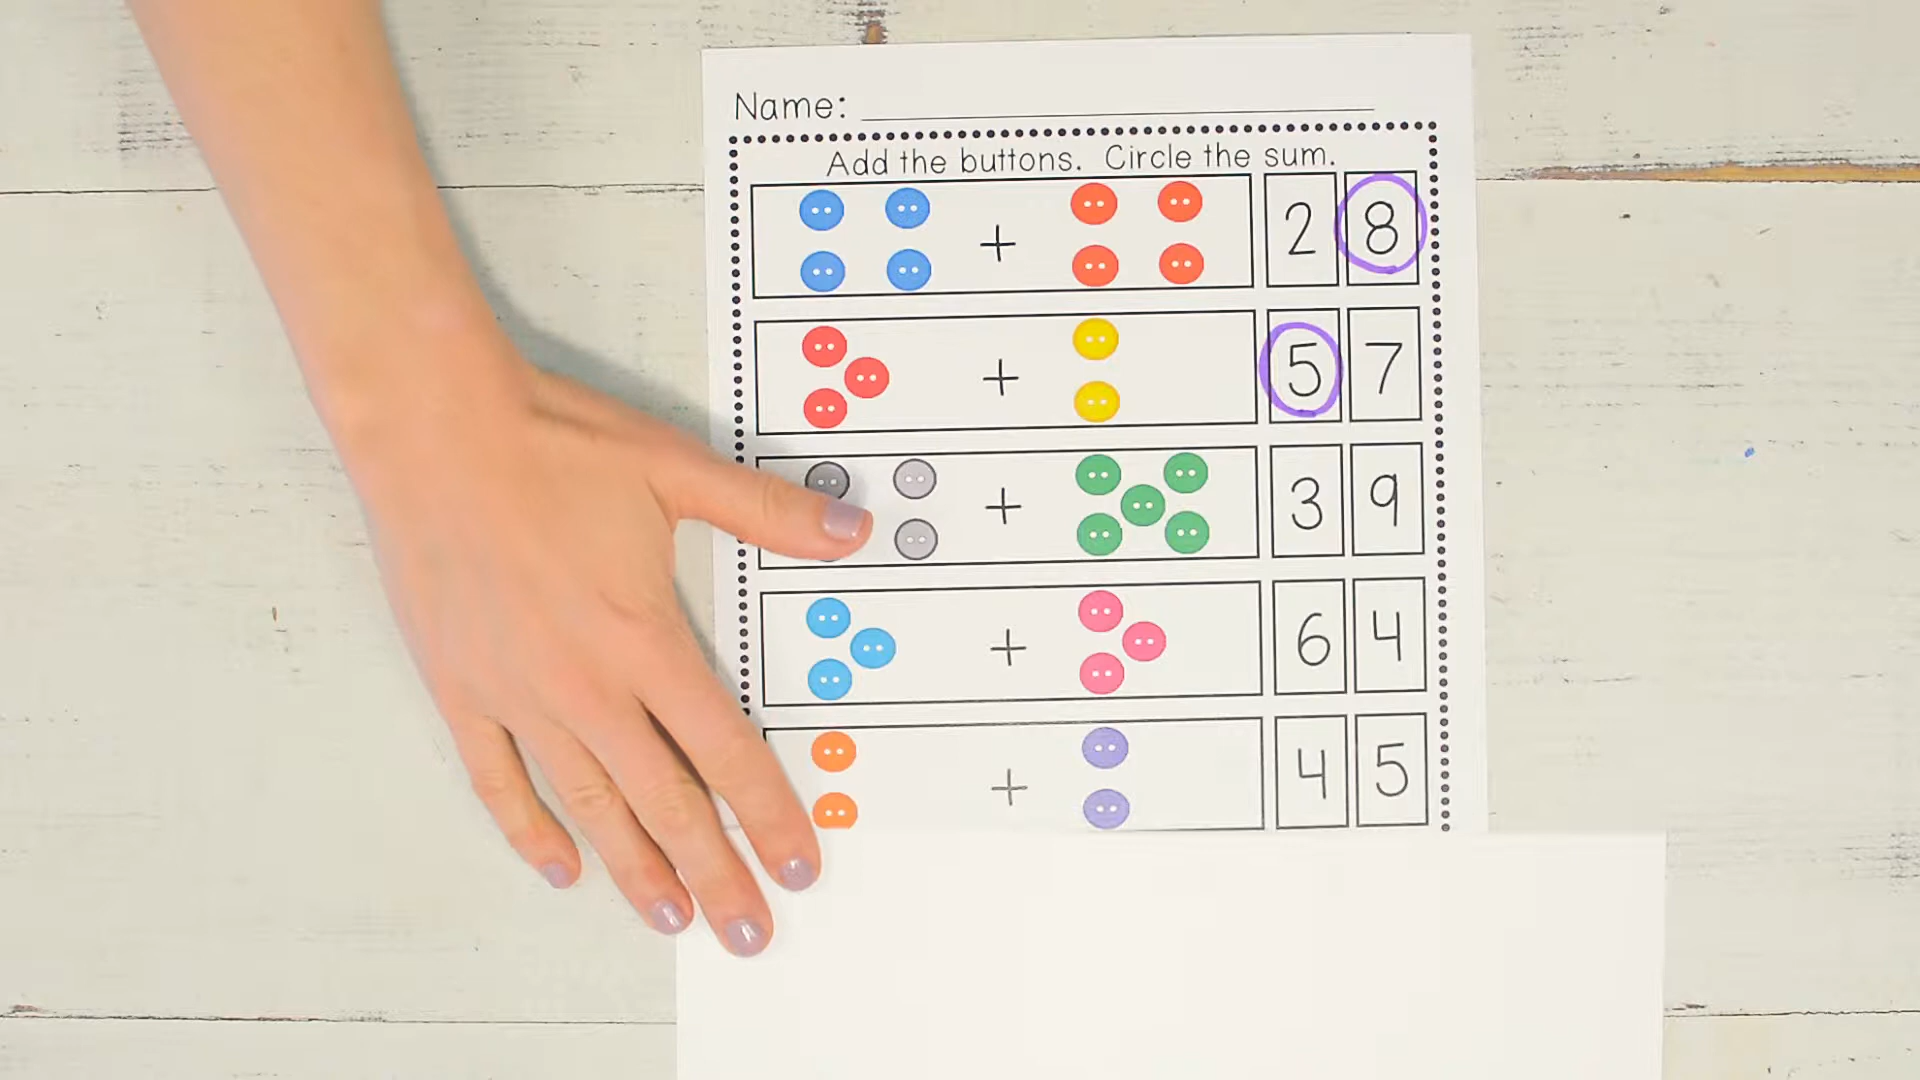 Name:
Add the buttons. Circle the sum.
+ 2 8
+ 5 7
+ 3 9
+ 6 4
+ 4 5